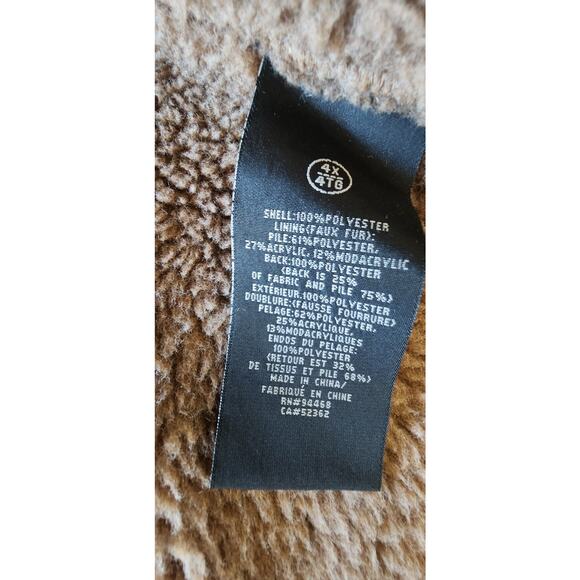 4X
4TG
SHELL:100%POLYESTER
LINING(FAUX FUR):
PILE:61%POLYESTER,
27%ACRYLIC, 12%MODACRYLIC
BACK:100%POLYESTER
(BACK IS 25%
OF FABRIC AND PILE 75%)
EXTÉRIEUR:100%POLYESTER
DOUBLURE:(FAUSSE FOURRURE)
PELAGE:62%POLYESTER,
25%ACRYLIQUE,
13%MODACRYLIQUES
ENDOS DU PELAGE:
100%POLYESTER
(RETOUR EST 32%
DE TISSUS ET PILE 68%)
MADE IN CHINA/
FABRIQUÉ EN CHINE
RN#94468
CA#52362